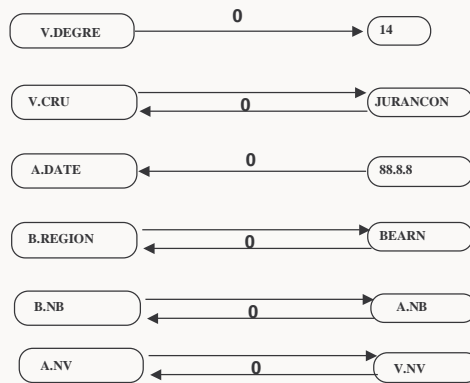 V.DEGRE 0 14
V.CRU 0 JURANCON
A.DATE 0 88.8.8
B.REGION 0 BEARN
B.NB 0 A.NB
A.NV 0 V.NV